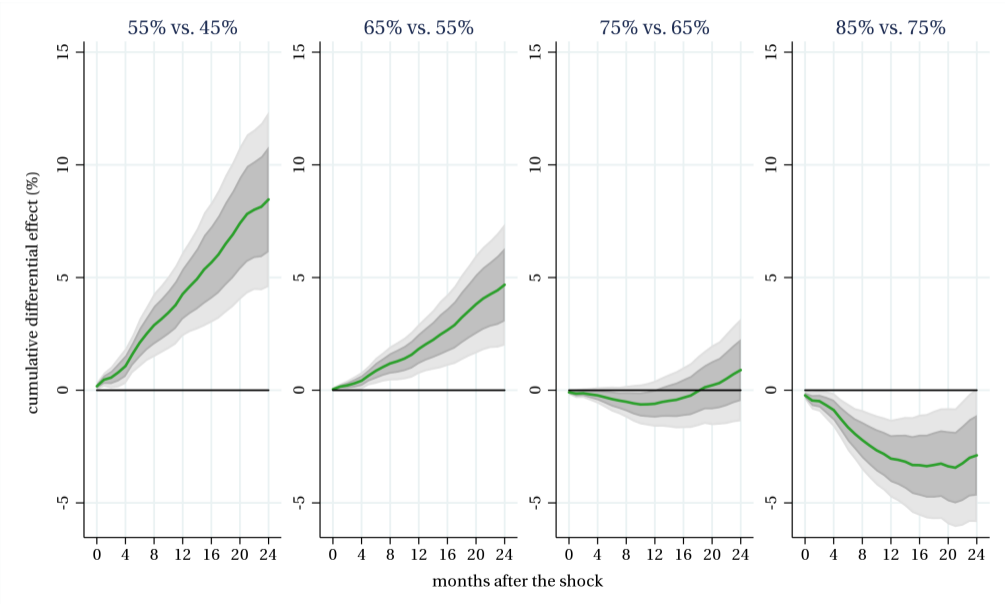 55% vs. 45% 65% vs. 55% 75% vs. 65% 85% vs. 75%
cumulative differential effect (%)
15 15 15 15
10 10 10 10
5 5 5 5
0 0 0 0
-5 -5 -5 -5
0 4 8 12 16 20 24 0 4 8 12 16 20 24 0 4 8 12 16 20 24 0 4 8 12 16 20 24
months after the shock